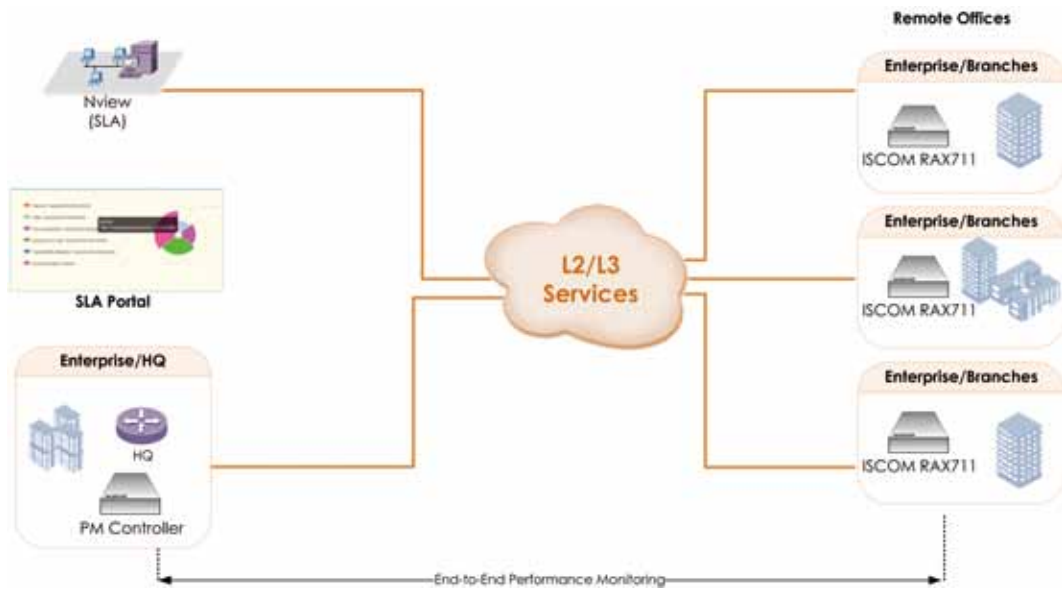 Remote Offices
Nview
(SLA)
Enterprise/Branches
ISCOM RAX711
SLA Portal
L2/L3
Services
Enterprise/Branches
ISCOM RAX711
Enterprise/HQ
HQ
PM Controller
Enterprise/Branches
ISCOM RAX711
End-to-End Performance Monitoring